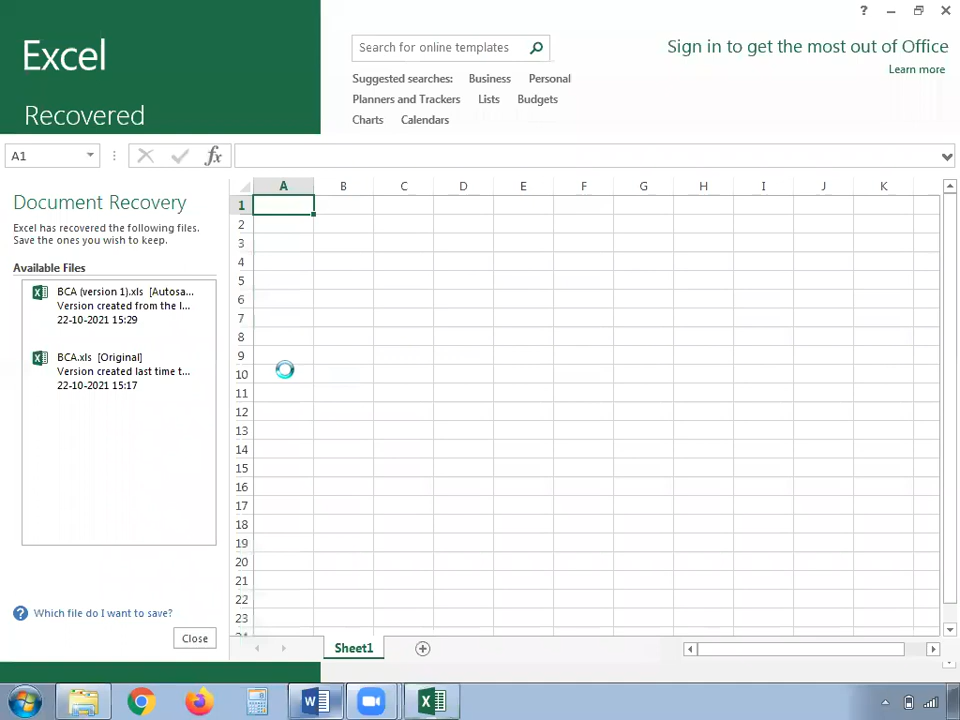 ?
Excel
Search for online templates
Sign in to get the most out of Office
Suggested searches: Business Personal
Learn more
Planners and Trackers Lists Budgets
Recovered
Charts Calendars
A1
fx
Document Recovery
Excel has recovered the following files.
Save the ones you wish to keep.
Available Files
BCA (version 1).xls [Autosa...
Version created from the l...
22-10-2021 15:29
BCA.xls [Original]
Version created last time t...
22-10-2021 15:17
? Which file do I want to save?
Close
A B C D E F G H I J K
1
2
3
4
5
6
7
8
9
10
11
12
13
14
15
16
17
18
19
20
21
22
23
24
Sheet1